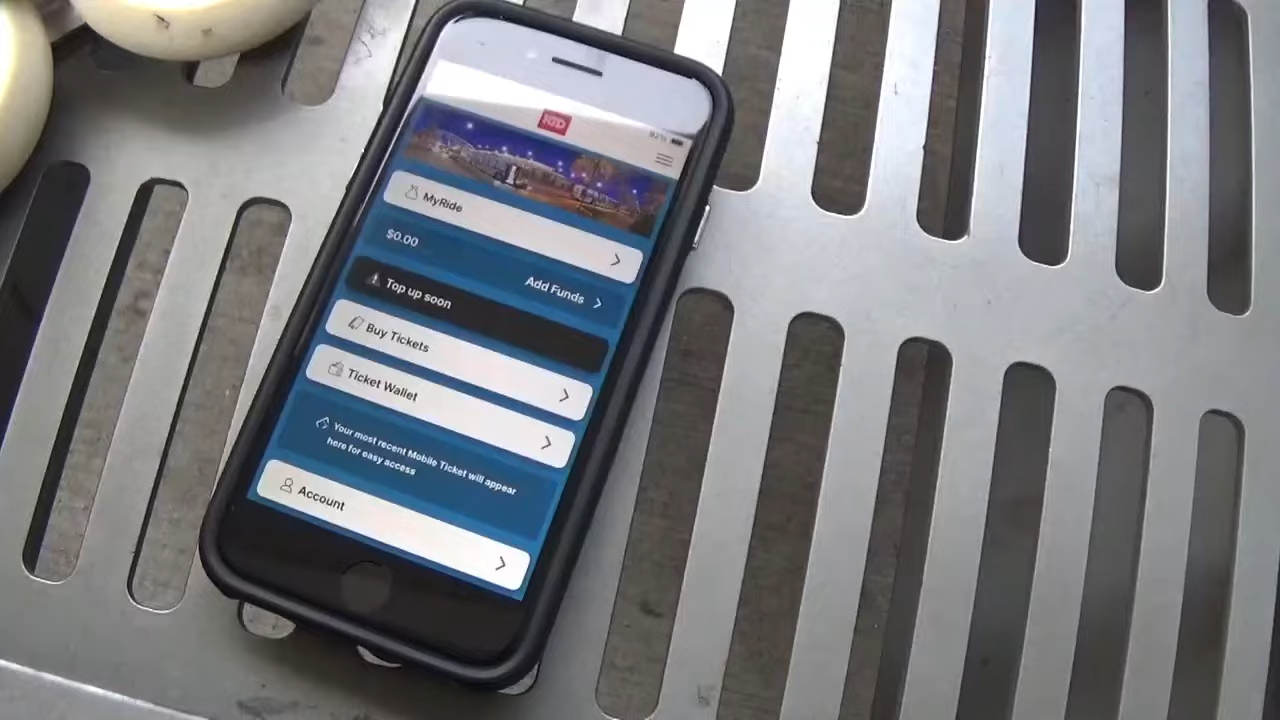 RTD
92%
MyRide
$0.00
Add Funds
Top up soon
Buy Tickets
Ticket Wallet
Your most recent Mobile Ticket will appear
here for easy access
Account